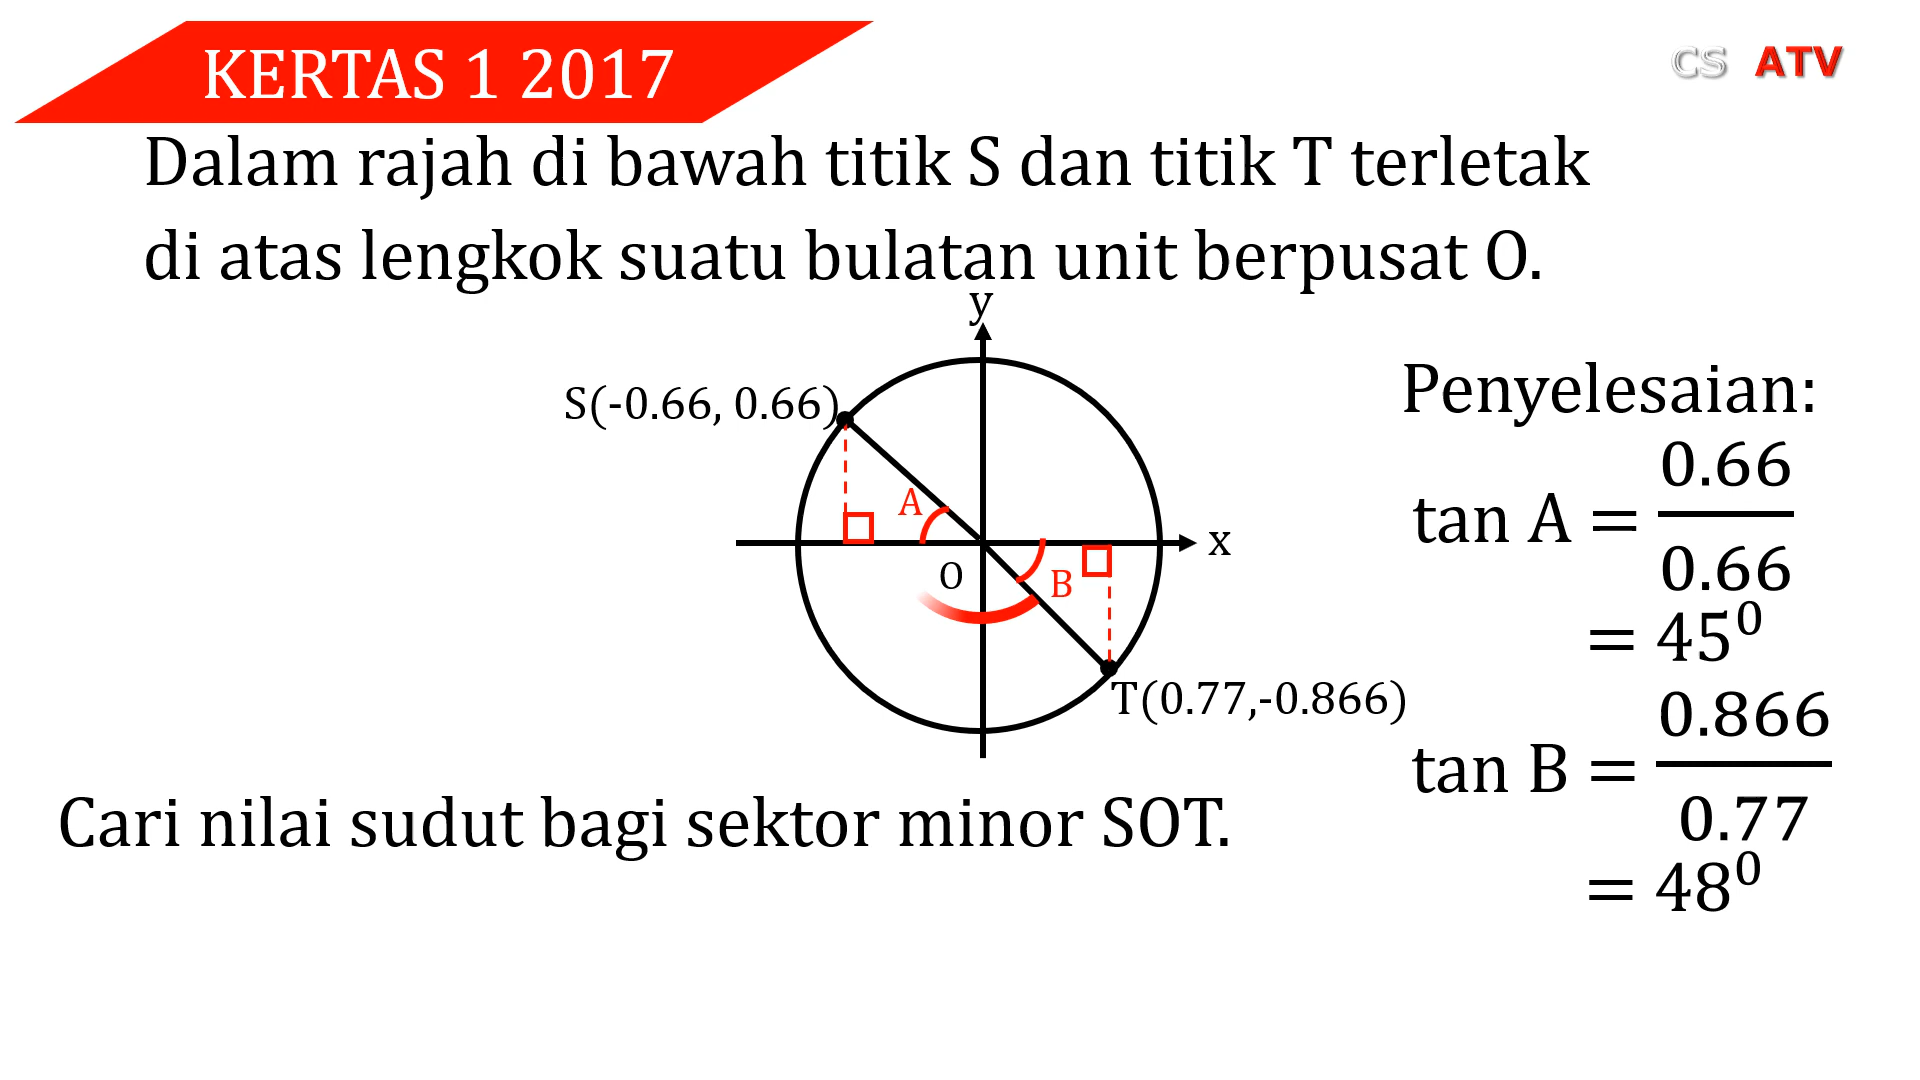 KERTAS 1 2017
CS ATV
Dalam rajah di bawah titik S dan titik T terletak
di atas lengkok suatu bulatan unit berpusat O.
y
S(-0.66, 0.66)
A
x
O
B
T(0.77,-0.866)
Penyelesaian:
tan A = 0.66/0.66
= 45⁰
tan B = 0.866/0.77
= 48⁰
Cari nilai sudut bagi sektor minor SOT.